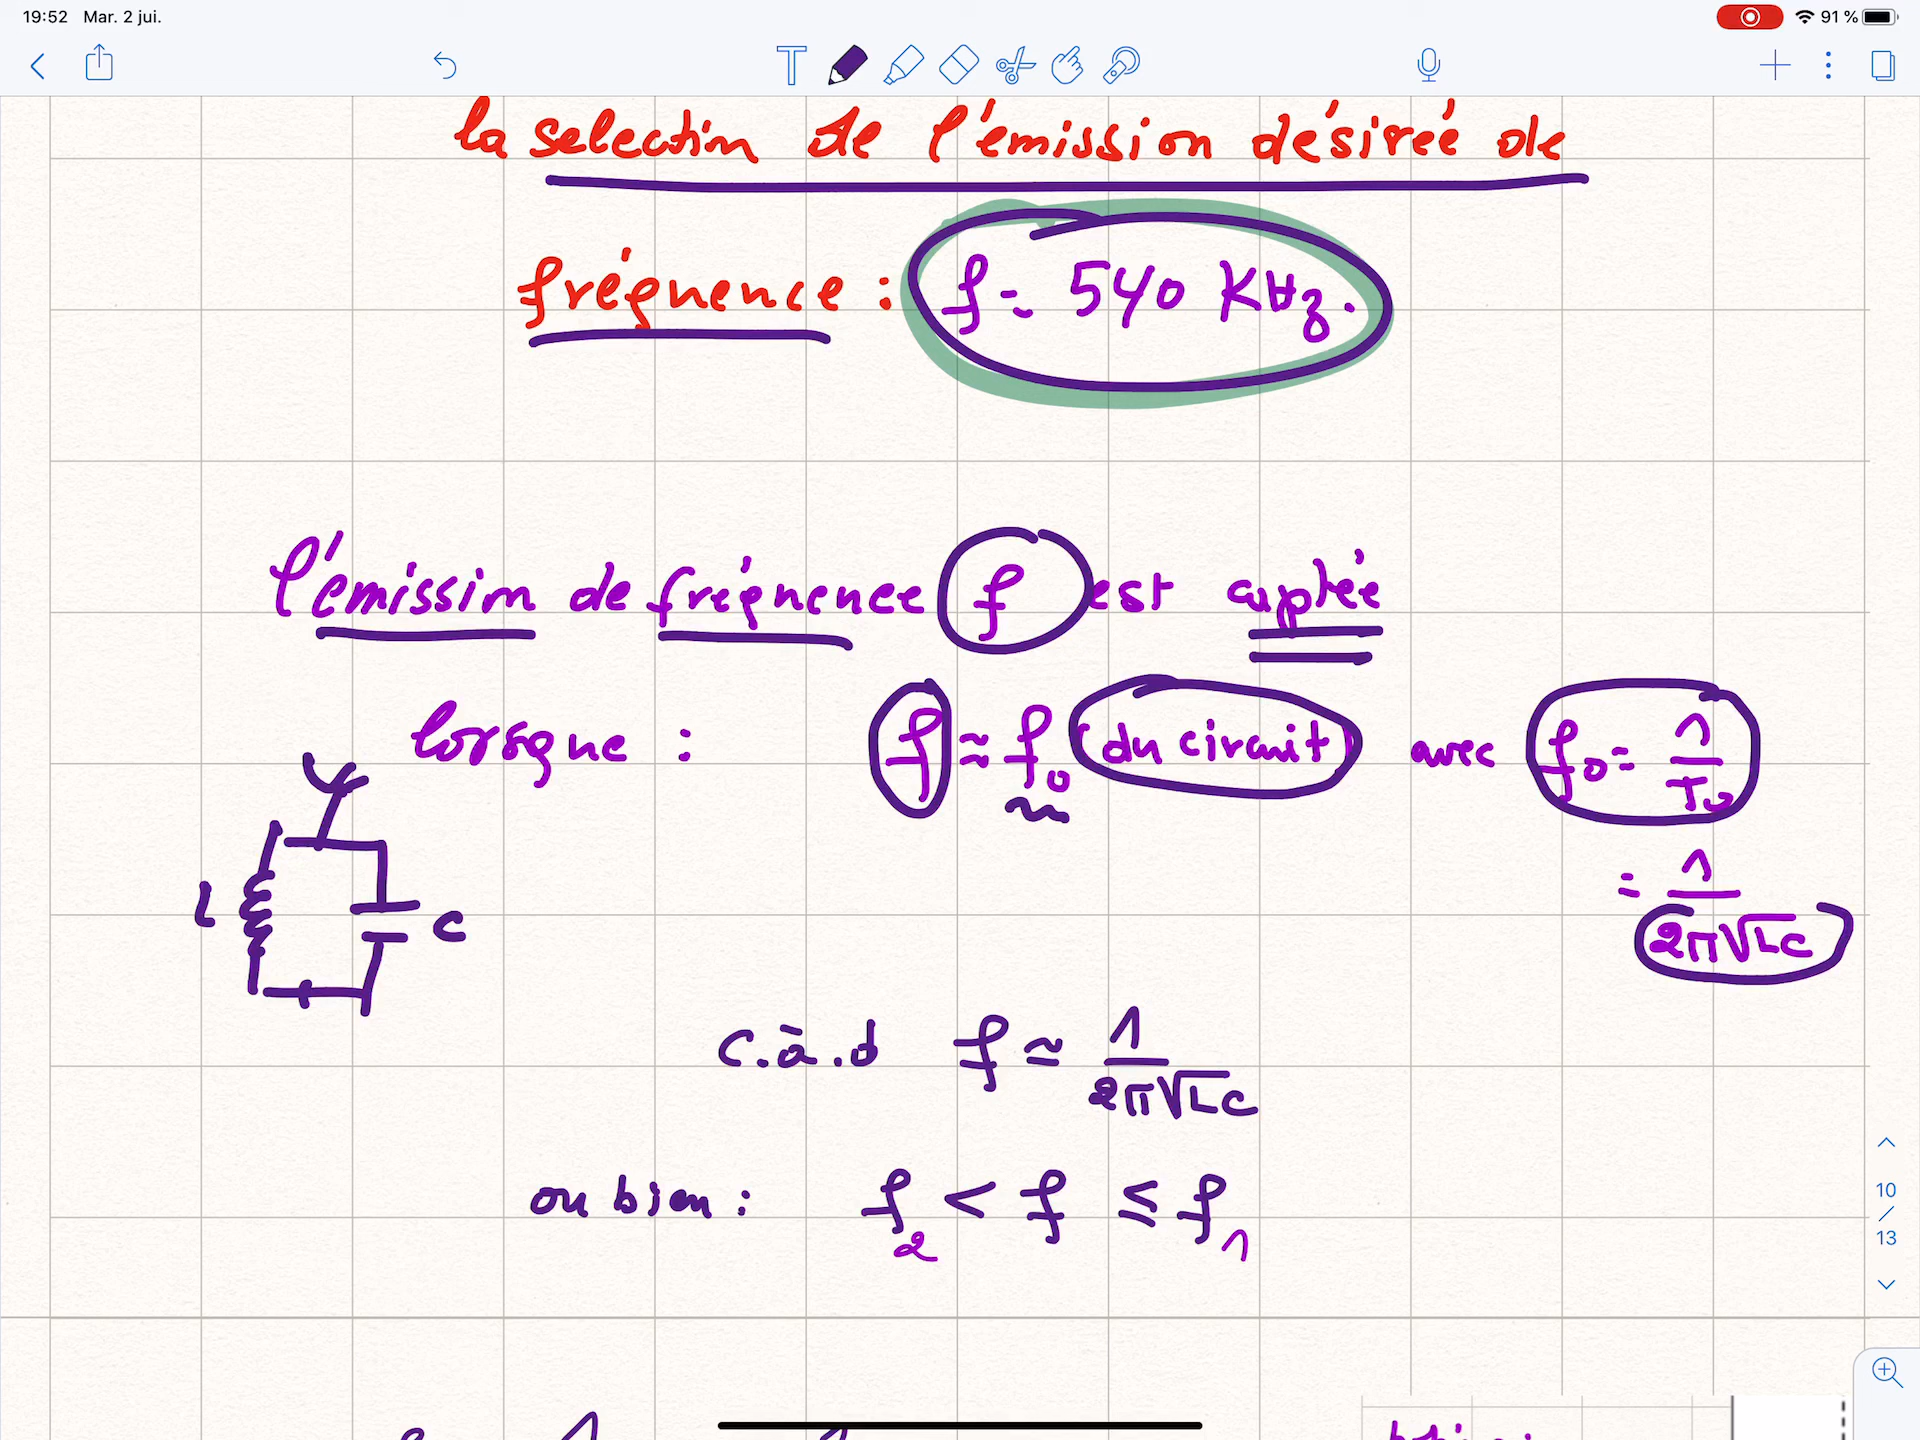 19:52 Mar. 2 jui.
91 %
la selection de l'émission désirée de
fréquence : f = 540 KHz.
l'émission de fréquence f est captée
lorsque : f ≈ f₀ (du circuit) avec f₀ = 1/T₀
= 1/2π√LC
L C
c.à.d f ≃ 1/2π√LC
ou bien : f₂ < f ≤ f₁
10
/
13